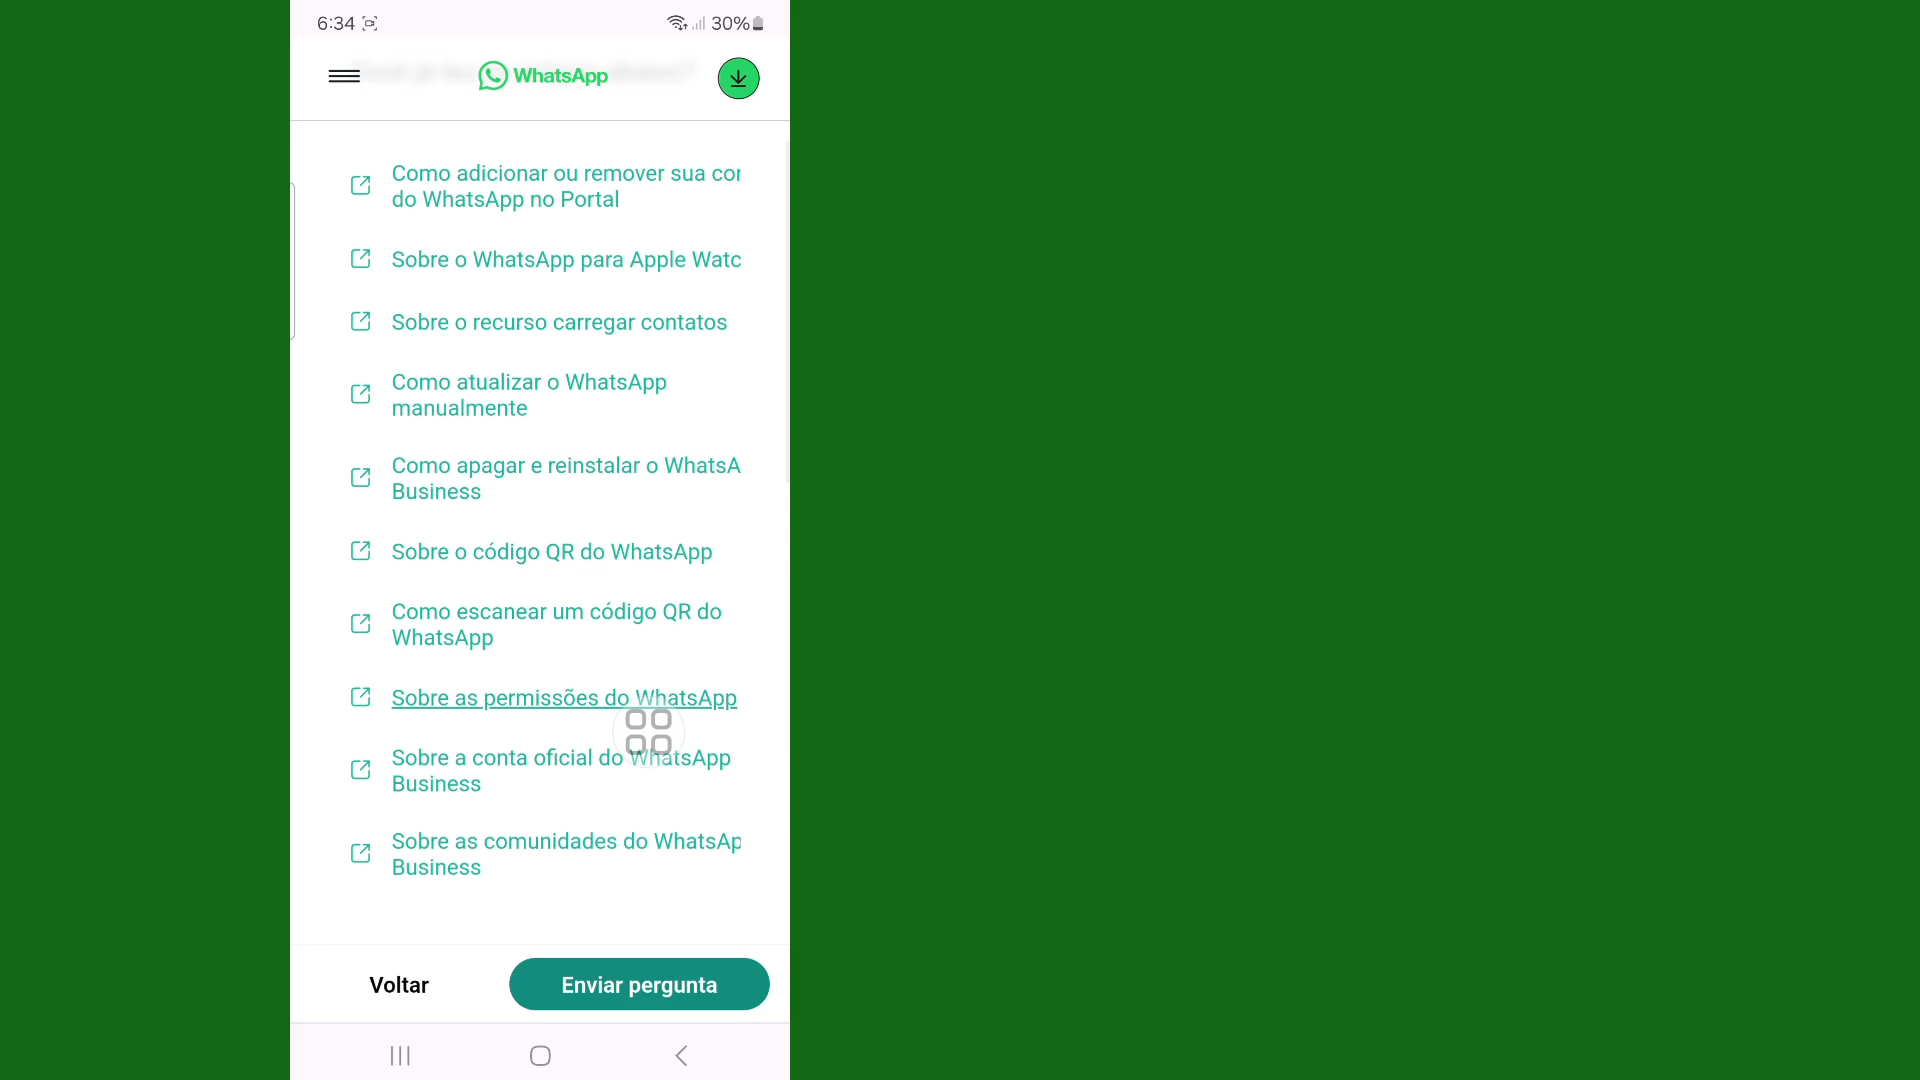 6:34
30%
WhatsApp
Como adicionar ou remover sua cor
do WhatsApp no Portal
Sobre o WhatsApp para Apple Watc
Sobre o recurso carregar contatos
Como atualizar o WhatsApp
manualmente
Como apagar e reinstalar o WhatsA
Business
Sobre o código QR do WhatsApp
Como escanear um código QR do
WhatsApp
Sobre as permissões do WhatsApp
Sobre a conta oficial do WhatsApp
Business
Sobre as comunidades do WhatsAp
Business
Voltar
Enviar pergunta